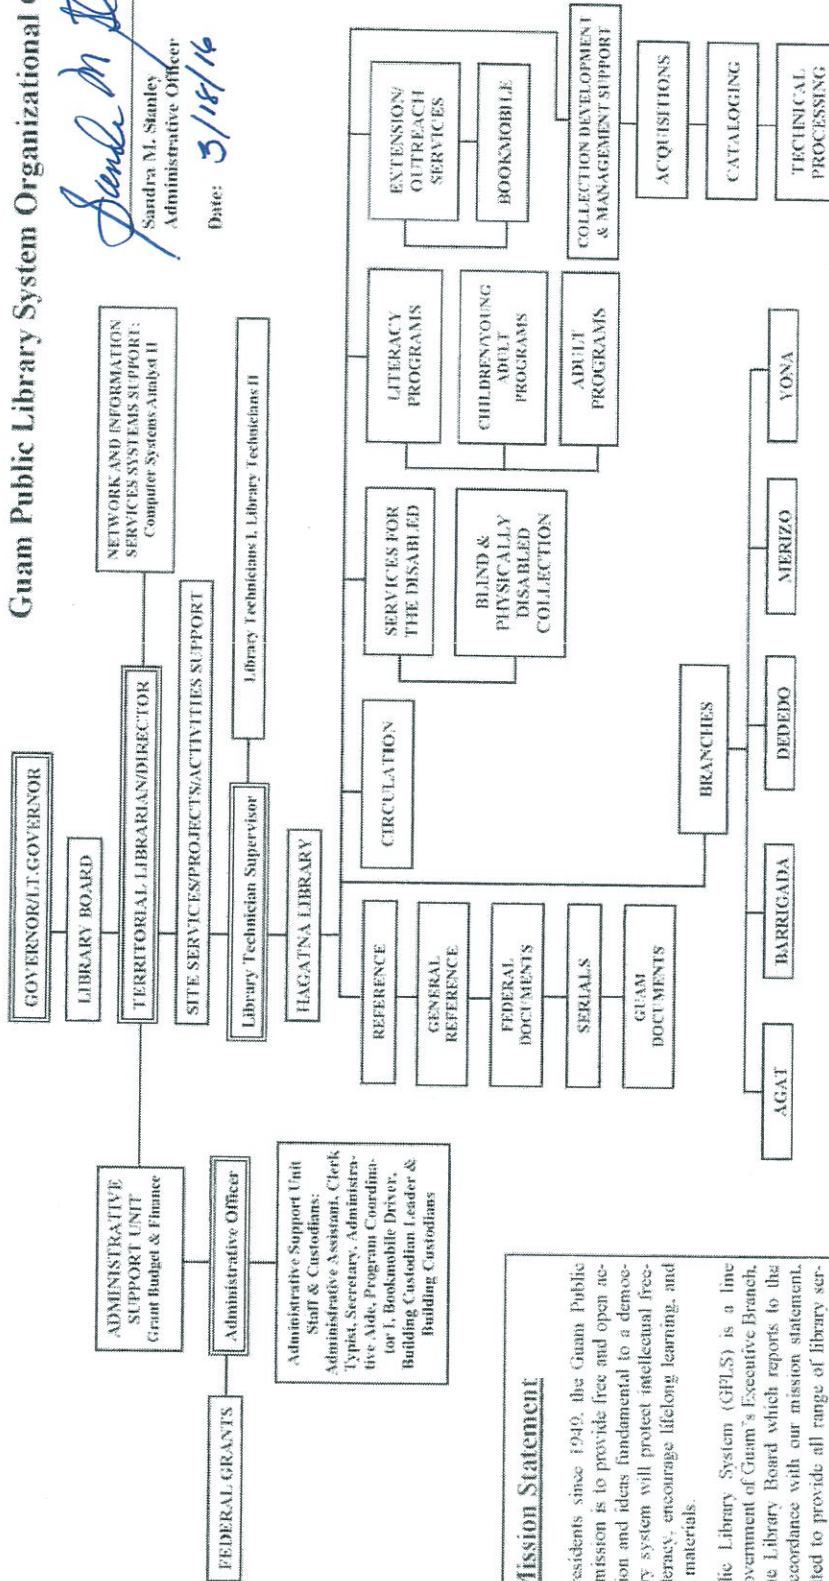 Guam Public Library System Organizational
Sandra M. Stanley
Administrative Officer
Date: 3/18/16
GOVERNOR/LT.GOVERNOR
LIBRARY BOARD
TERRITORIAL LIBRARIAN/DIRECTOR
NETWORK AND INFORMATION
SERVICES SYSTEMS SUPPORT:
Computer Systems Analyst II
ADMINISTRATIVE
SUPPORT UNIT
Grant Budget & Finance
SITE SERVICES/PROJECTS/ACTIVITIES SUPPORT
FEDERAL GRANTS
Administrative Officer
Library Technician Supervisor
Library Technicians I, Library Technicians II
Administrative Support Unit
Staff & Custodians:
Administrative Assistant, Clerk
Typist, Secretary, Administra-
tive Aide, Program Coordina-
tor I, Bookmobile Driver,
Building Custodian Leader &
Building Custodians
HAGATNA LIBRARY
REFERENCE
GENERAL
REFERENCE
FEDERAL
DOCUMENTS
SERIALS
GUAM
DOCUMENTS
CIRCULATION
SERVICES FOR
THE DISABLED
BLIND &
PHYSICALLY
DISABLED
COLLECTION
LITERACY
PROGRAMS
CHILDREN/YOUNG
ADULT
PROGRAMS
ADULT
PROGRAMS
EXTENSION/
OUTREACH
SERVICES
BOOKMOBILE
COLLECTION DEVELOPMENT
& MANAGEMENT SUPPORT
ACQUISITIONS
CATALOGING
TECHNICAL
PROCESSING
BRANCHES
AGAT
BARRIGADA
DEDEDO
MERIZO
YONA
Mission Statement
residents since 1949, the Guam Public
mission is to provide free and open ac-
ion and ideas fundamental to a democ-
ry system will protect intellectual free-
eracy, encourage lifelong learning, and
materials.
lic Library System (GPLS) is a line
overnment of Guam's Executive Branch,
he Library Board which reports to the
ccordance with our mission statement,
ted to provide all range of library ser-